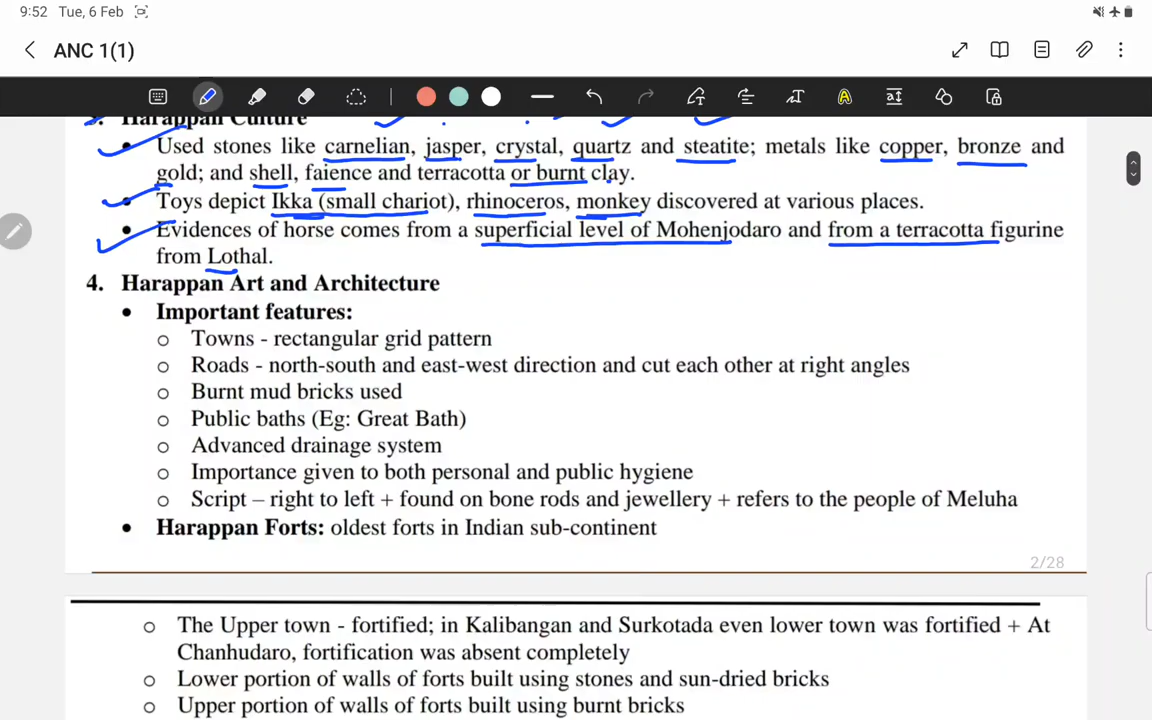 9:52 Tue, 6 Feb
ANC 1(1)
Harappan Culture
• Used stones like carnelian, jasper, crystal, quartz and steatite; metals like copper, bronze and
gold; and shell, faience and terracotta or burnt clay.
• Toys depict Ikka (small chariot), rhinoceros, monkey discovered at various places.
• Evidences of horse comes from a superficial level of Mohenjodaro and from a terracotta figurine
from Lothal.
4. Harappan Art and Architecture
• Important features:
o Towns - rectangular grid pattern
o Roads - north-south and east-west direction and cut each other at right angles
o Burnt mud bricks used
o Public baths (Eg: Great Bath)
o Advanced drainage system
o Importance given to both personal and public hygiene
o Script – right to left + found on bone rods and jewellery + refers to the people of Meluha
• Harappan Forts: oldest forts in Indian sub-continent
2/28
o The Upper town - fortified; in Kalibangan and Surkotada even lower town was fortified + At
Chanhudaro, fortification was absent completely
o Lower portion of walls of forts built using stones and sun-dried bricks
o Upper portion of walls of forts built using burnt bricks